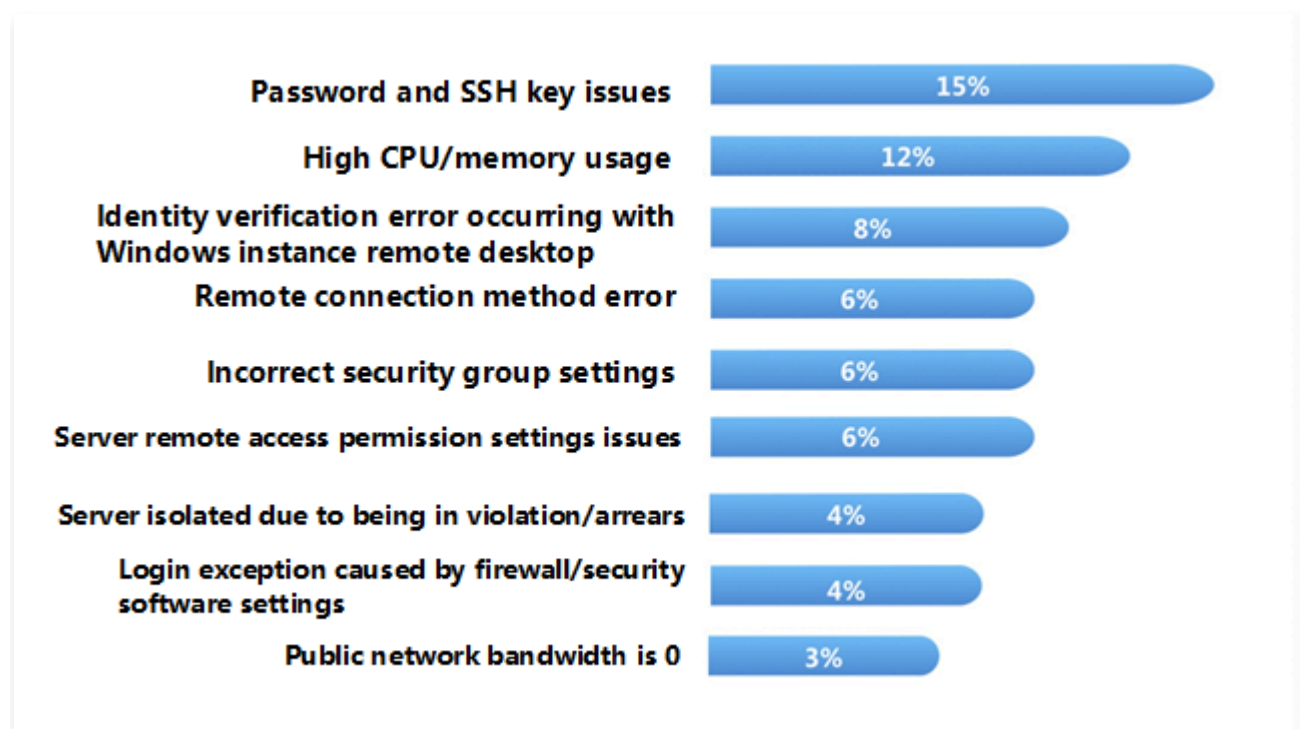 Password and SSH key issues 15%
High CPU/memory usage 12%
Identity verification error occurring with
Windows instance remote desktop 8%
Remote connection method error 6%
Incorrect security group settings 6%
Server remote access permission settings issues 6%
Server isolated due to being in violation/arrears 4%
Login exception caused by firewall/security
software settings 4%
Public network bandwidth is 0 3%